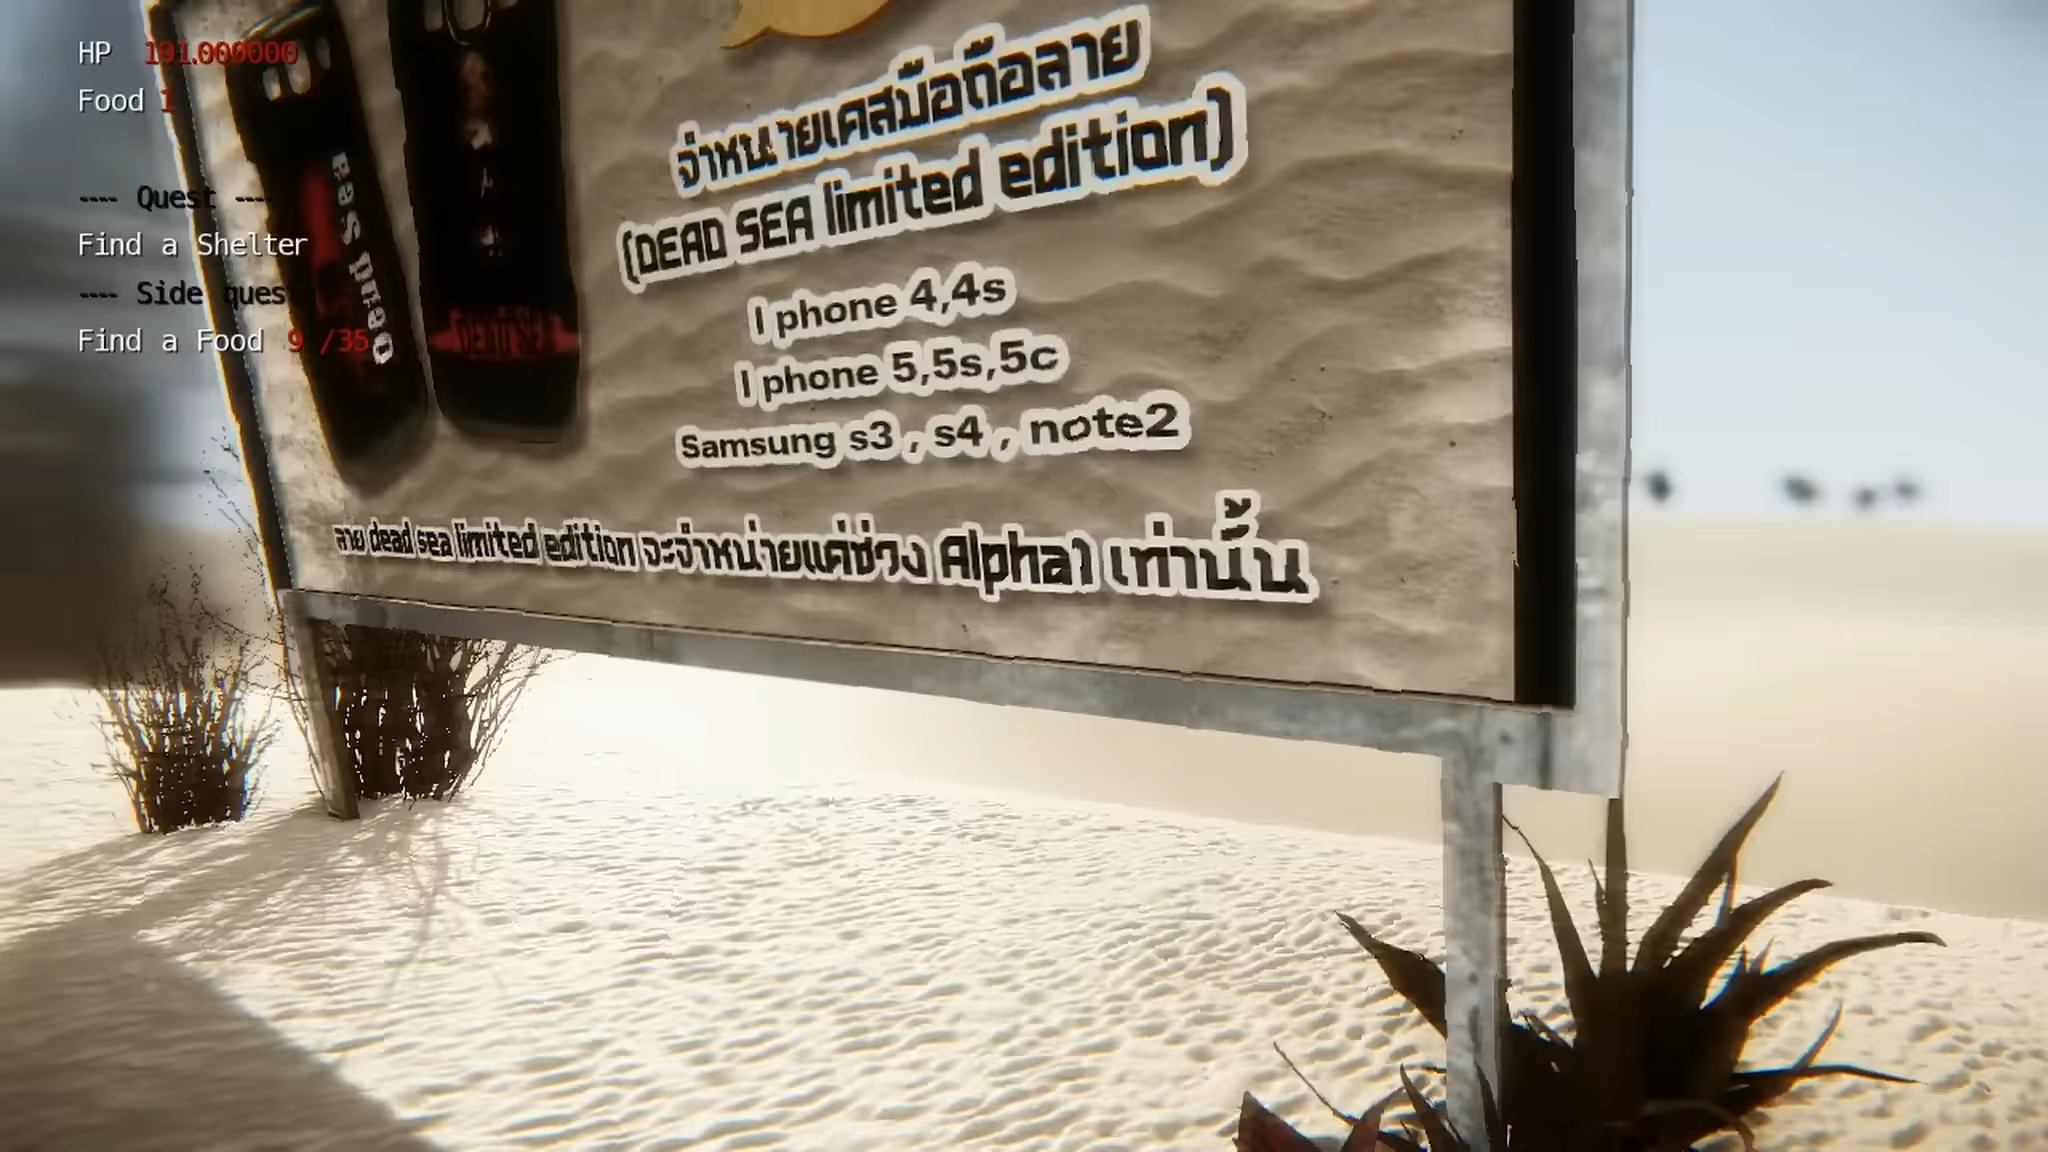 HP 191.000000
Food 1
---- Quest ----
Find a Shelter
---- Side quest
Find a Food 9 /35
Dead Sea
จำหน่ายเคสมือถือลาย
(DEAD SEA limited edition)
I phone 4,4s
I phone 5,5s,5c
Samsung s3 , s4 , note2
ลาย dead sea limited edition จะจำหน่ายแค่ช่วง Alpha1 เท่านั้น